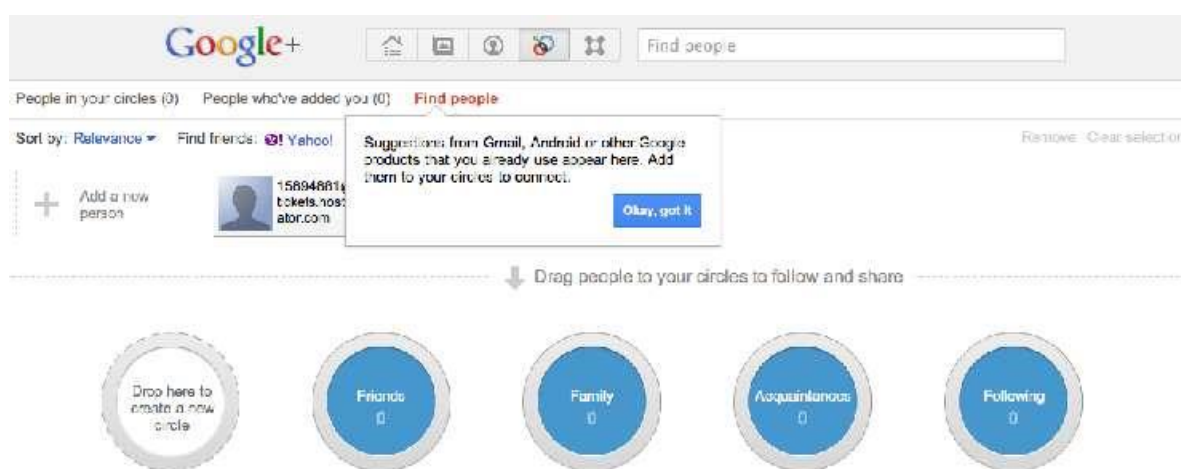 Google+
Find people
People in your circles (0) People who've added you (0) Find people
Sort by: Relevance Find friends: Y! Yahoo!
Suggestions from Gmail, Android or other Google
products that you already use appear here. Add
them to your circles to connect.
Okay, got it
Remove Clear selection
Add a new
person
15894881
tickets.host
ator.com
Drag people to your circles to follow and share
Drop here to
create a new
circle
Friends
0
Family
0
Acquaintances
0
Following
0